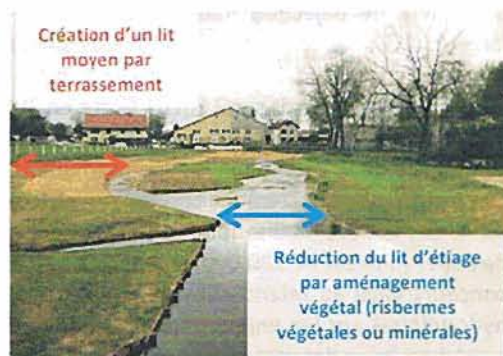 Création d'un lit
moyen par
terrassement
Réduction du lit d'étiage
par aménagement
végétal (risbermes
végétales ou minérales)